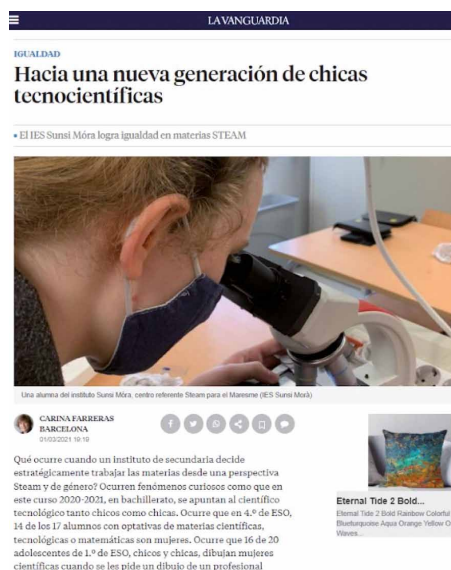 LA VANGUARDIA
IGUALDAD
Hacia una nueva generación de chicas
tecnocientíficas
• El IES Sunsi Móra logra igualdad en materias STEAM
Una alumna del instituto Sunsi Móra, centro referente Steam para el Maresme (IES Sunsi Morà)
CARINA FARRERAS
BARCELONA
01/03/2021 19:19
Qué ocurre cuando un instituto de secundaria decide
estratégicamente trabajar las materias desde una perspectiva
Steam y de género? Ocurren fenómenos curiosos como que en
este curso 2020-2021, en bachillerato, se apuntan al científico
tecnológico tanto chicos como chicas. Ocurre que en 4.º de ESO,
14 de los 17 alumnos con optativas de materias científicas,
tecnológicas o matemáticas son mujeres. Ocurre que 16 de 20
adolescentes de 1.º de ESO, chicos y chicas, dibujan mujeres
científicas cuando se les pide un dibujo de un profesional
Eternal Tide 2 Bold...
Eternal Tide 2 Bold Rainbow Colorful
Blueturquoise Aqua Orange Yellow O
Waves...